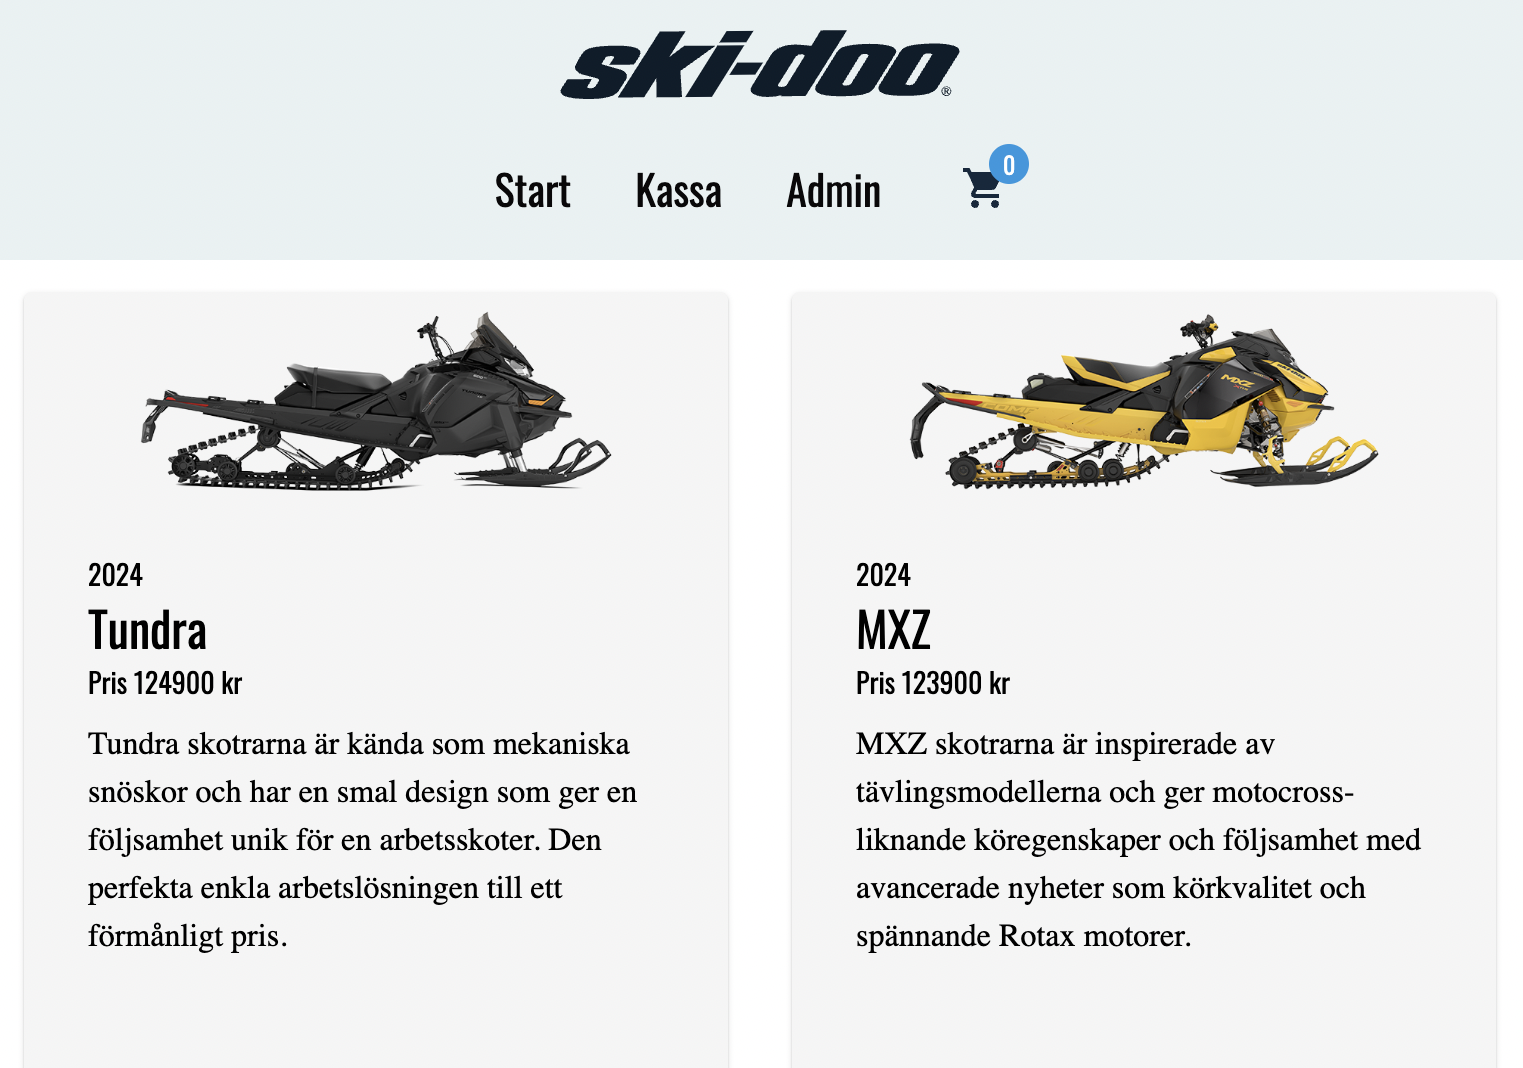 ski-doo®
Start Kassa Admin 0
2024
Tundra
Pris 124900 kr
Tundra skotrarna är kända som mekaniska
snöskor och har en smal design som ger en
följsamhet unik för en arbetsskoter. Den
perfekta enkla arbetslösningen till ett
förmånligt pris.
MXZ
2024
MXZ
Pris 123900 kr
MXZ skotrarna är inspirerade av
tävlingsmodellerna och ger motocross-
liknande köregenskaper och följsamhet med
avancerade nyheter som körkvalitet och
spännande Rotax motorer.